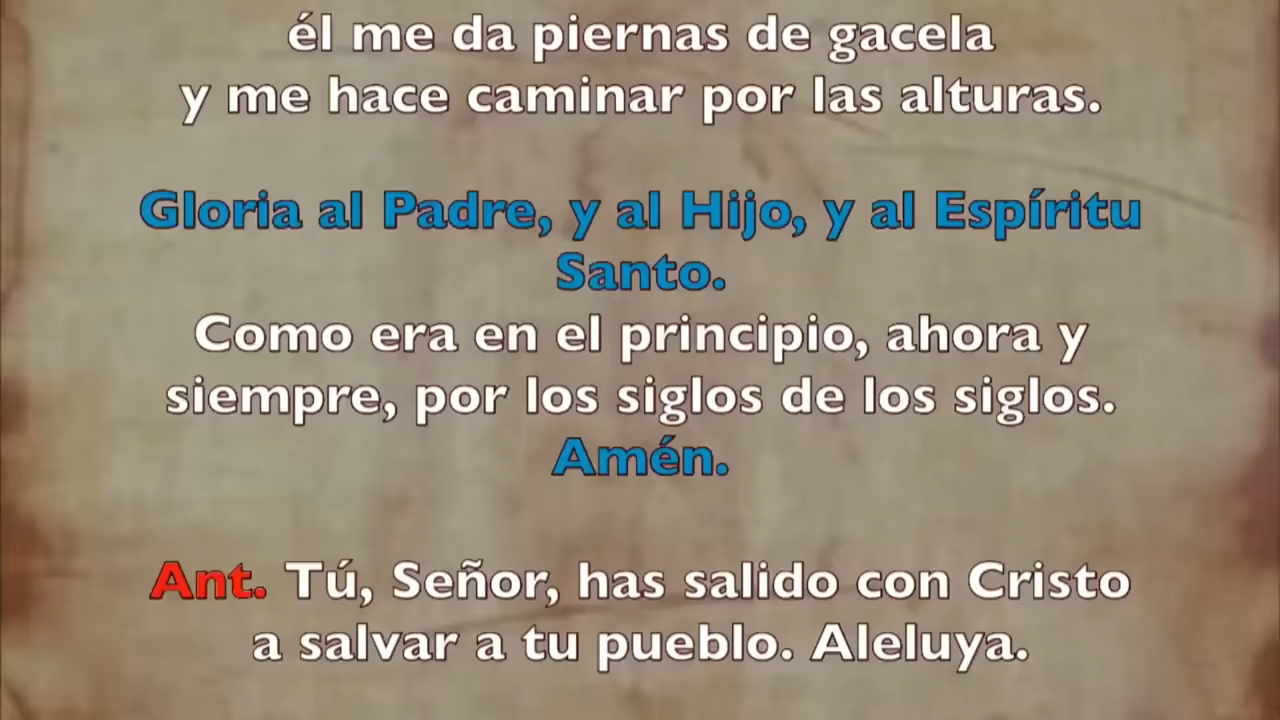 él me da piernas de gacela
y me hace caminar por las alturas.
Gloria al Padre, y al Hijo, y al Espíritu
Santo.
Como era en el principio, ahora y
siempre, por los siglos de los siglos.
Amén.
Ant. Tú, Señor, has salido con Cristo
a salvar a tu pueblo. Aleluya.